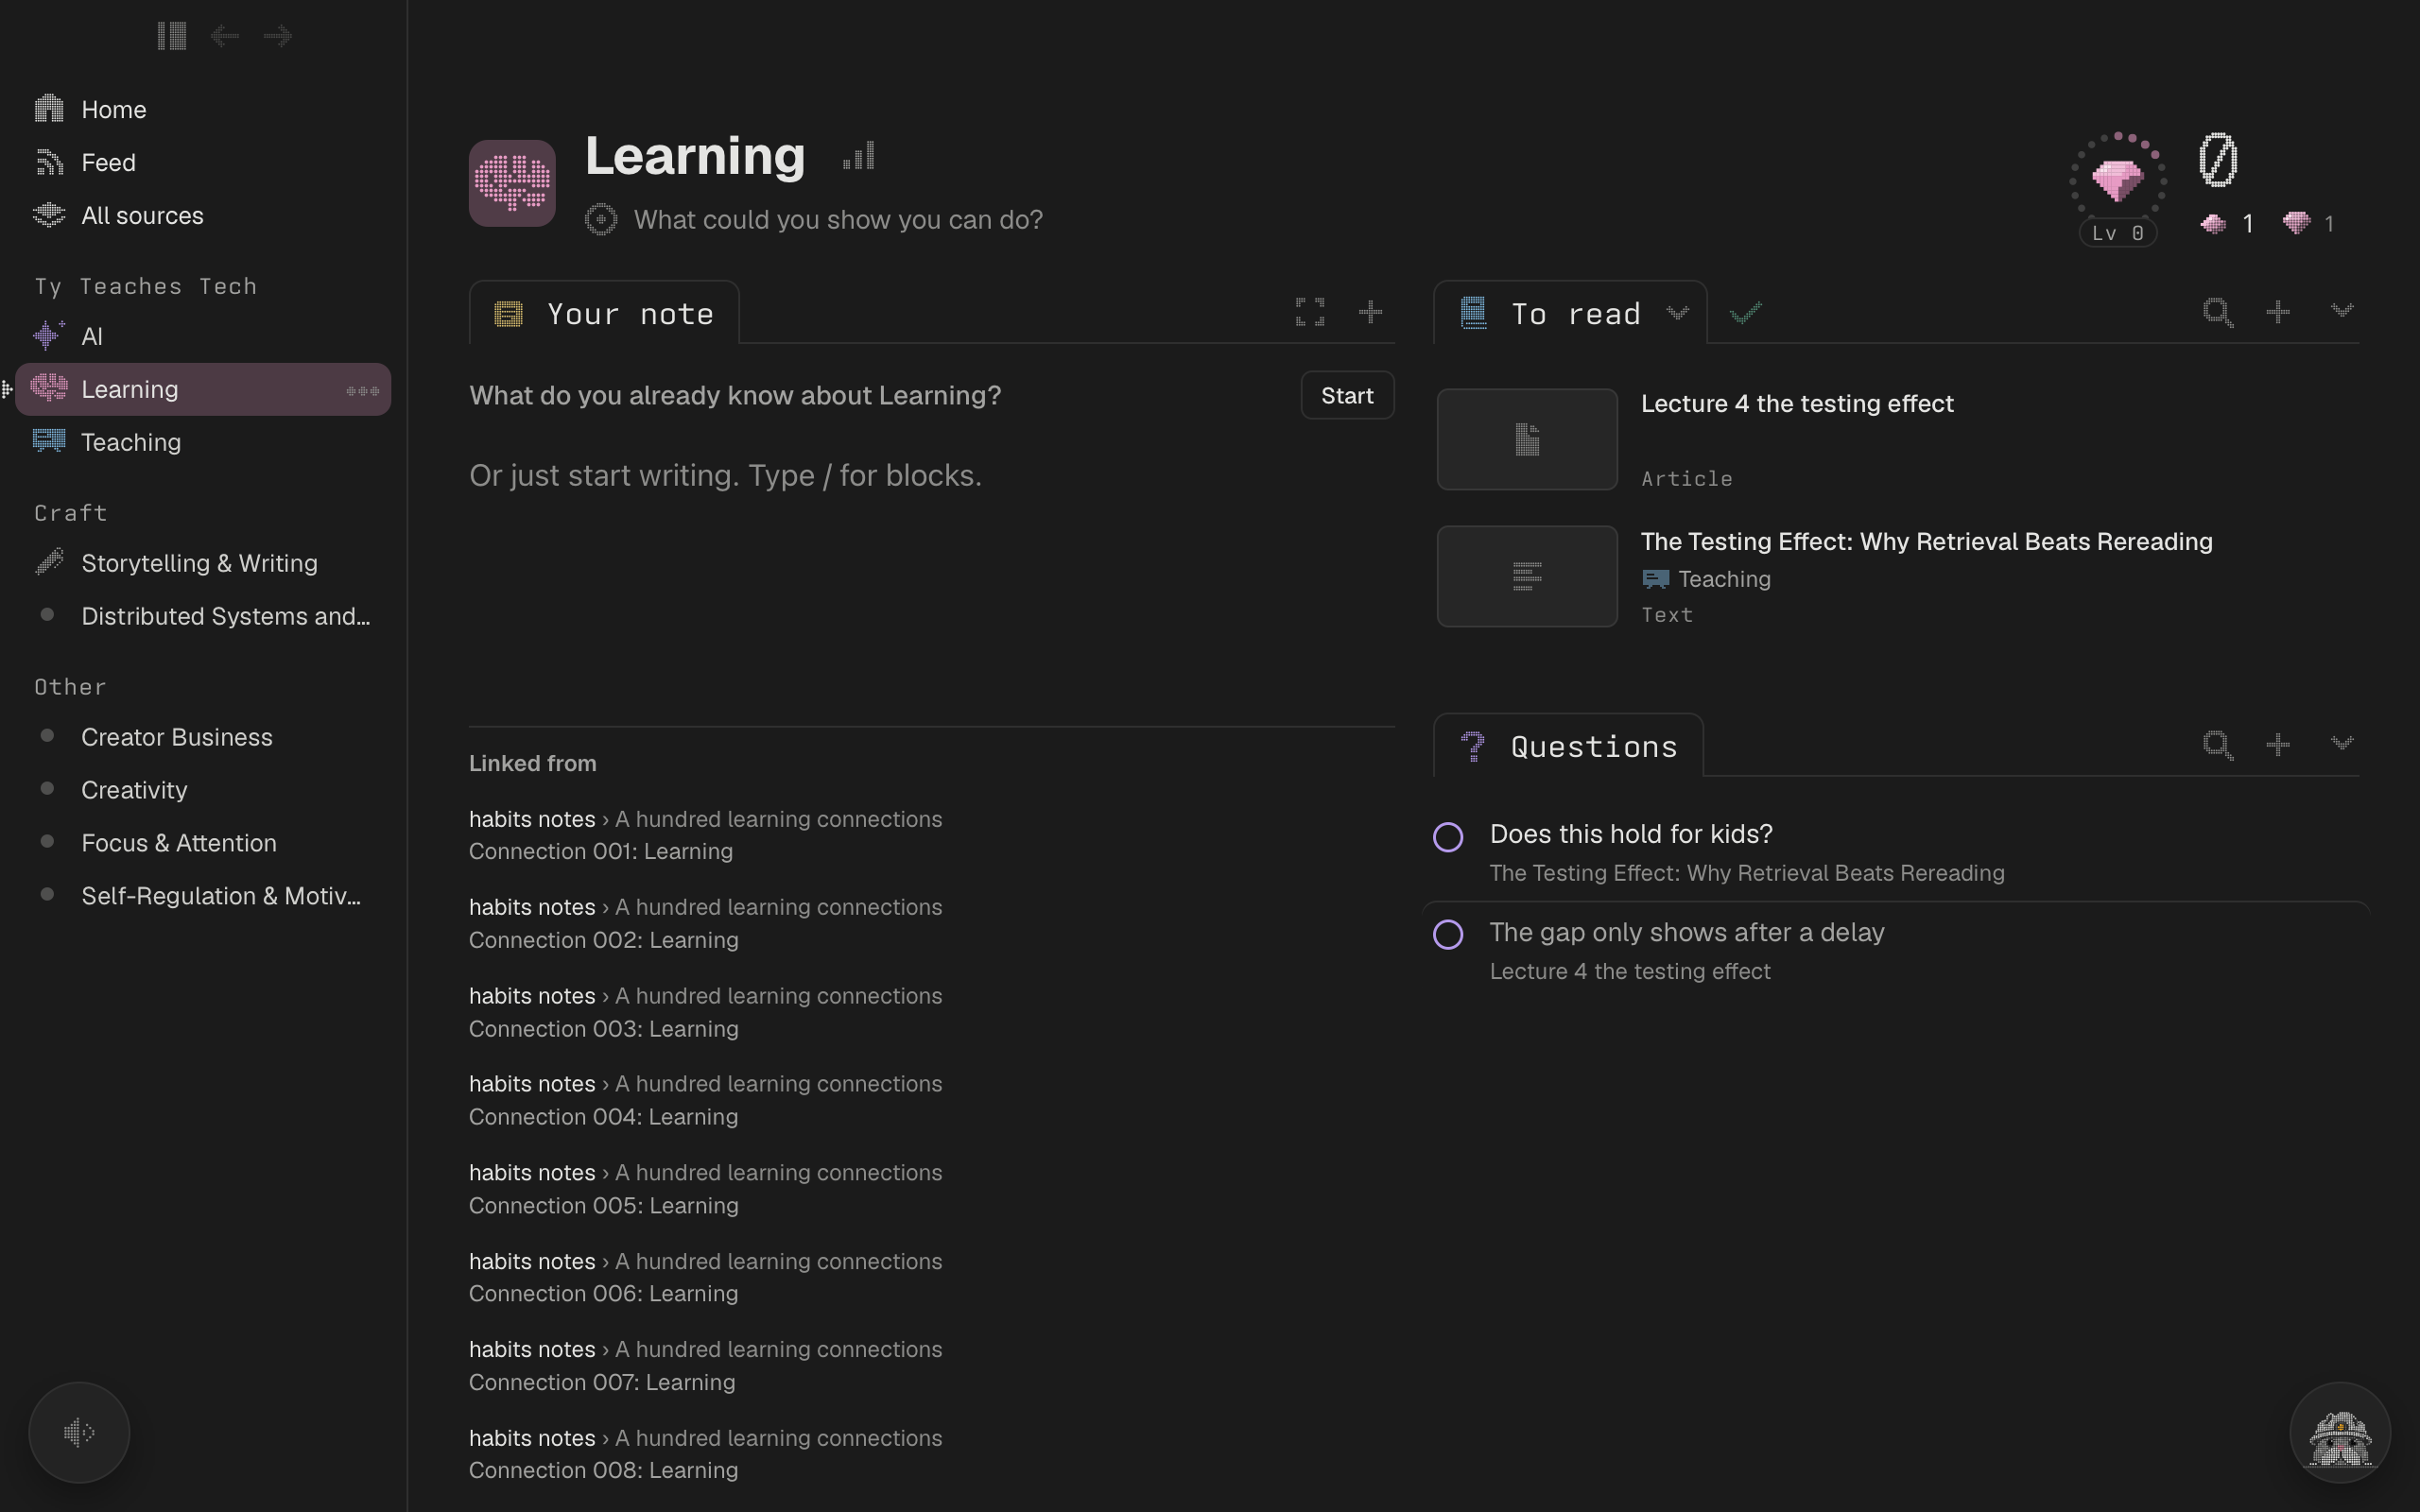 Home
Feed
All sources
Ty Teaches Tech
AI
Learning
Teaching
Craft
Storytelling & Writing
Distributed Systems and...
Other
Creator Business
Creativity
Focus & Attention
Self-Regulation & Motiv...
Learning
What could you show you can do?
Lv 0
0
1 1
Your note
What do you already know about Learning?
Start
Or just start writing. Type / for blocks.
Linked from
habits notes › A hundred learning connections
Connection 001: Learning
habits notes › A hundred learning connections
Connection 002: Learning
habits notes › A hundred learning connections
Connection 003: Learning
habits notes › A hundred learning connections
Connection 004: Learning
habits notes › A hundred learning connections
Connection 005: Learning
habits notes › A hundred learning connections
Connection 006: Learning
habits notes › A hundred learning connections
Connection 007: Learning
habits notes › A hundred learning connections
Connection 008: Learning
To read
Lecture 4 the testing effect
Article
The Testing Effect: Why Retrieval Beats Rereading
Teaching
Text
Questions
Does this hold for kids?
The Testing Effect: Why Retrieval Beats Rereading
The gap only shows after a delay
Lecture 4 the testing effect